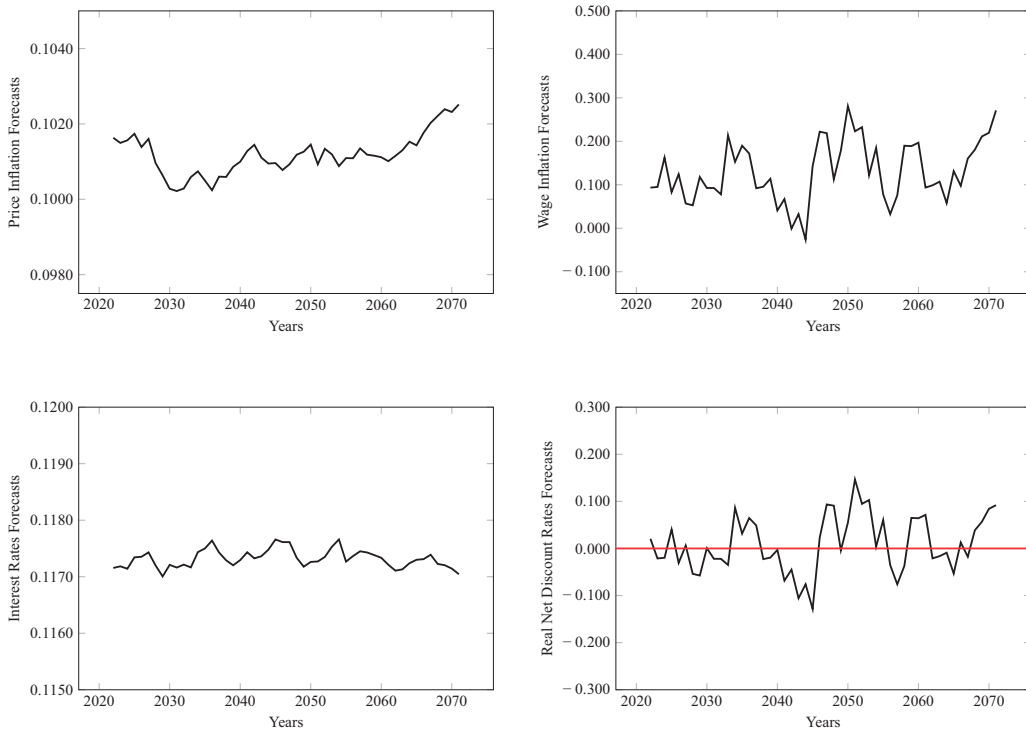 Price Inflation Forecasts
0.1040
0.1020
0.1000
0.0980
2020 2030 2040 2050 2060 2070
Years
Wage Inflation Forecasts
0.500
0.300
0.200
0.100
0.000
− 0.100
2020 2030 2040 2050 2060 2070
Years
Interest Rates Forecasts
0.1200
0.1190
0.1180
0.1170
0.1160
0.1150
2020 2030 2040 2050 2060 2070
Years
Real Net Discount Rates Forecasts
0.300
0.200
0.100
0.000
− 0.100
− 0.200
− 0.300
2020 2030 2040 2050 2060 2070
Years